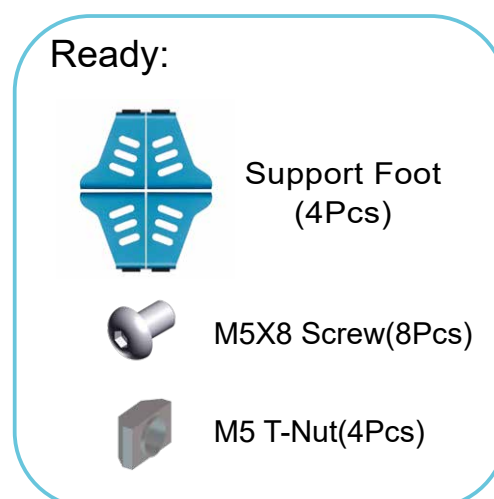 Ready:
Support Foot
(4Pcs)
M5X8 Screw(8Pcs)
M5 T-Nut(4Pcs)